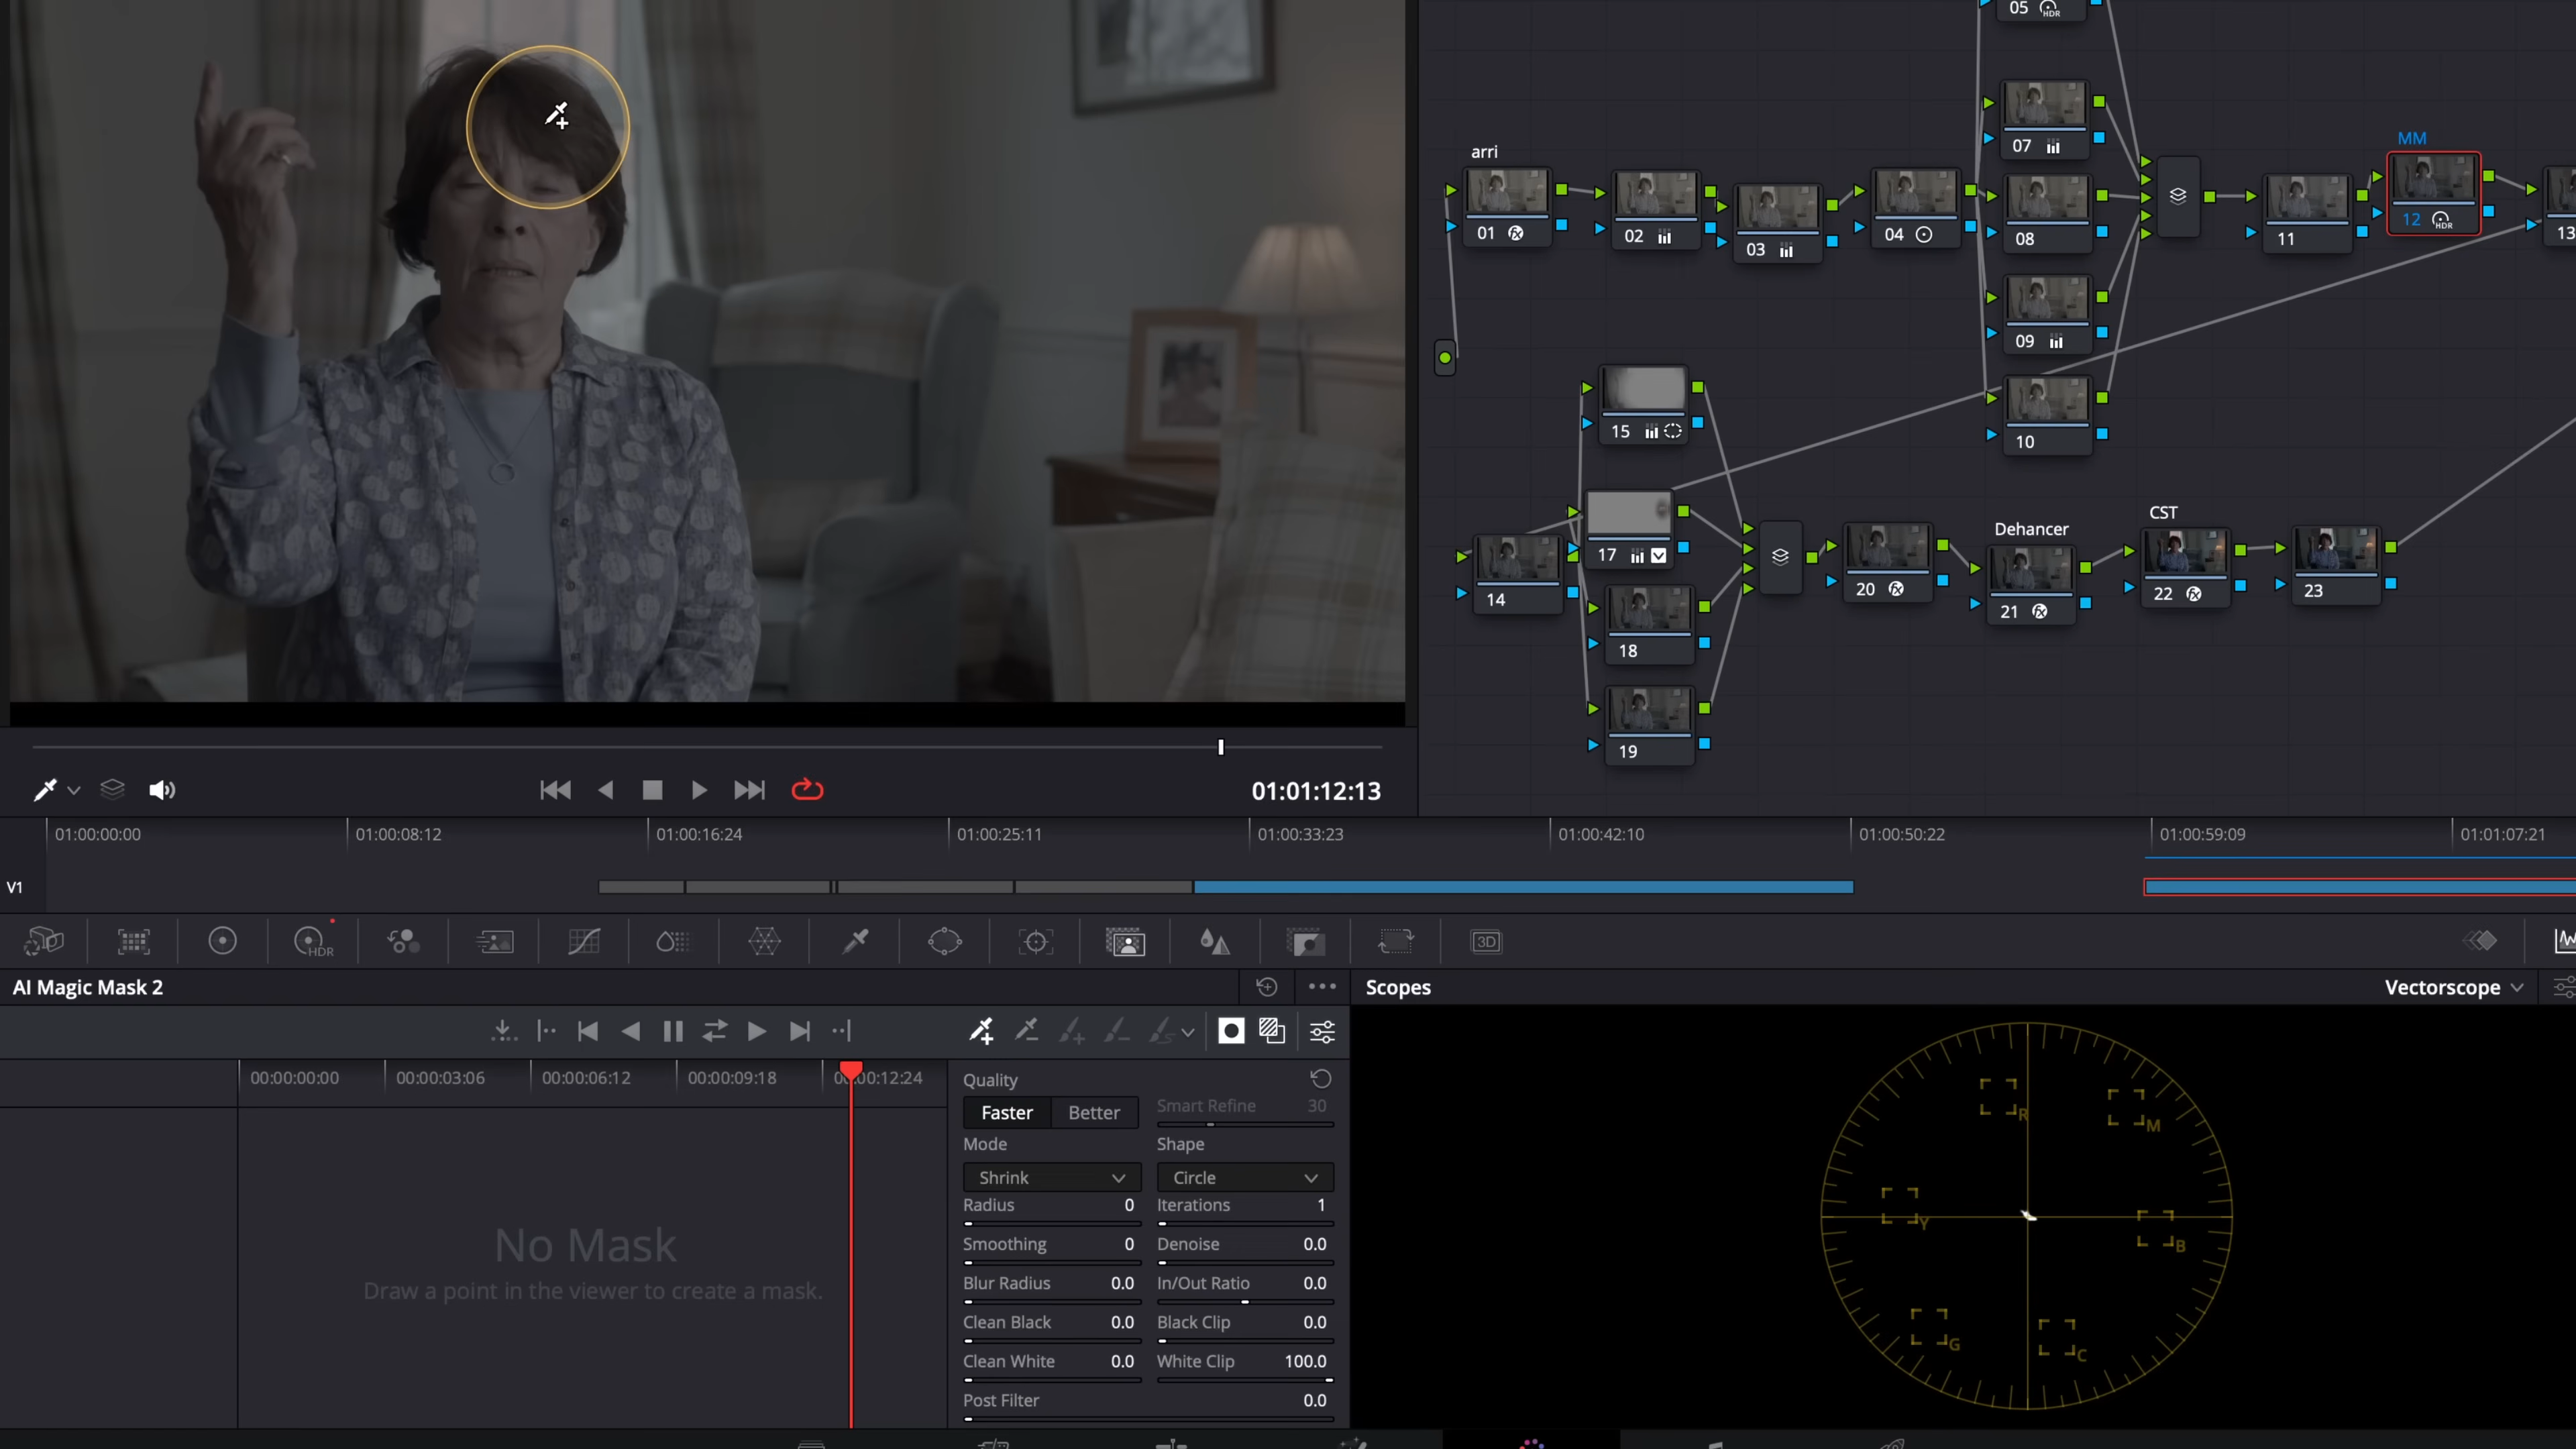 05 HDR
07
MM
arri
01
02
03
04
08
11
12 HDR
13
09
10
15
17
14
18
19
20
Dehancer
21
CST
22
23
01:01:12:13
01:00:00:00
01:00:08:12
01:00:16:24
01:00:25:11
01:00:33:23
01:00:42:10
01:00:50:22
01:00:59:09
01:01:07:21
V1
HDR
3D
AI Magic Mask 2
Scopes
Vectorscope
00:00:00:00
00:00:03:06
00:00:06:12
00:00:09:18
00:00:12:24
No Mask
Draw a point in the viewer to create a mask.
Quality
Faster
Better
Smart Refine 30
Mode
Shape
Shrink
Circle
Radius 0
Iterations 1
Smoothing 0
Denoise 0.0
Blur Radius 0.0
In/Out Ratio 0.0
Clean Black 0.0
Black Clip 0.0
Clean White 0.0
White Clip 100.0
Post Filter 0.0
R
M
Y
B
G
C